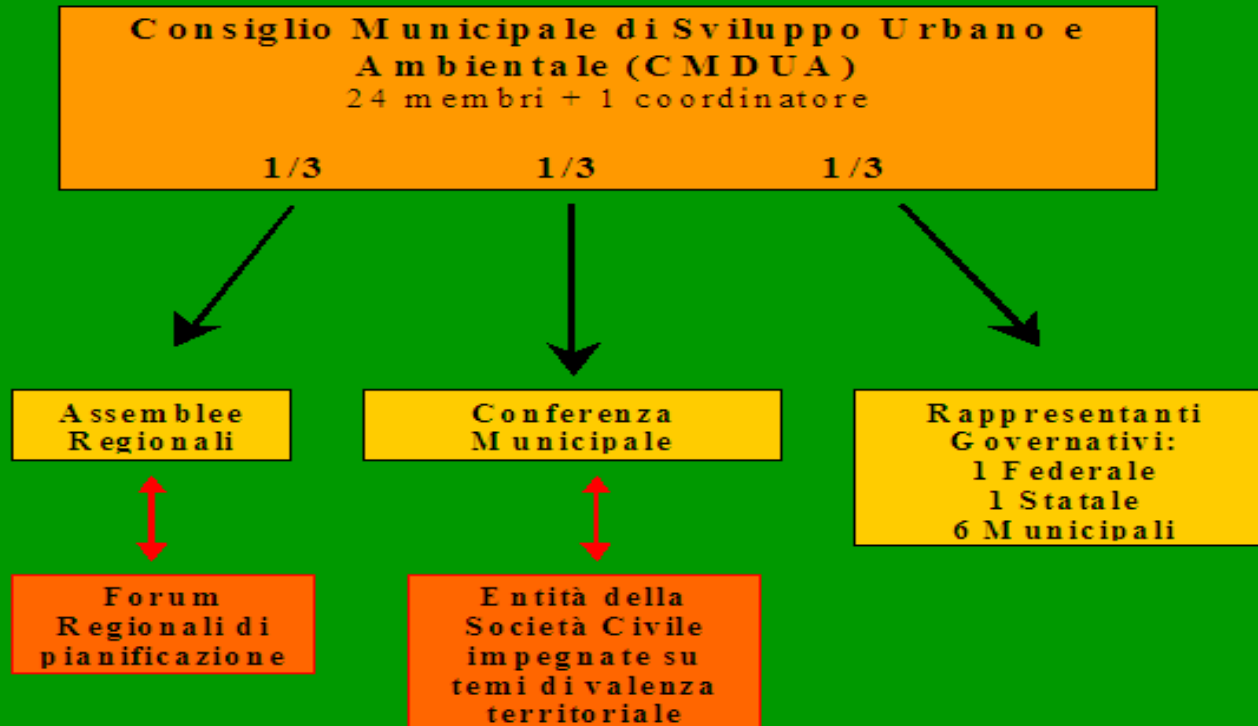 Consiglio Municipale di Sviluppo Urbano e
Ambientale (CMDUA)
24 membri + 1 coordinatore
1/3 1/3 1/3
Assemblee
Regionali
Conferenza
Municipale
Rappresentanti
Governativi:
1 Federale
1 Statale
6 Municipali
Forum
Regionali di
pianificazione
Entità della
Società Civile
impegnate su
temi di valenza
territoriale